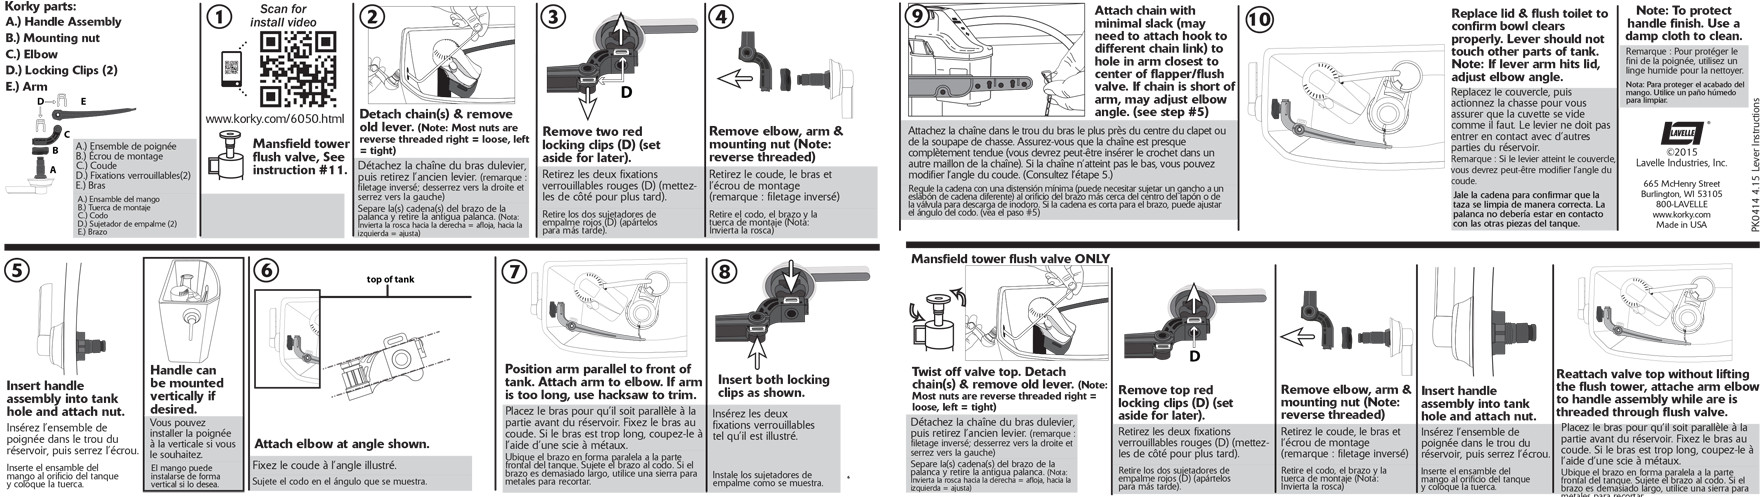 Korky parts:
A.) Handle Assembly
B.) Mounting nut
C.) Elbow
D.) Locking Clips (2)
E.) Arm
D
E
C
B
A
A.) Ensemble de poignée
B.) Écrou de montage
C.) Coude
D.) Fixations verrouillables(2)
E.) Bras
A.) Ensamble del mango
B.) Tuerca de montaje
C.) Codo
D.) Sujetador de empalme (2)
E.) Brazo
1
Scan for
install video
www.korky.com/6050.html
Mansfield tower
flush valve, See
instruction #11.
2
Detach chain(s) & remove
old lever. (Note: Most nuts are
reverse threaded right = loose, left
= tight)
Détachez la chaîne du bras dulevier,
puis retirez l'ancien levier. (remarque :
filetage inversé; desserrez vers la droite et
serrez vers la gauche)
Separe la(s) cadena(s) del brazo de la
palanca y retire la antigua palanca. (Nota:
Invierta la rosca hacia la derecha = afloja, hacia la
izquierda = ajusta)
3
D
Remove two red
locking clips (D) (set
aside for later).
Retirez les deux fixations
verrouillables rouges (D) (mettez-
les de côté pour plus tard).
Retire los dos sujetadores de
empalme rojos (D) (apártelos
para más tarde).
4
Remove elbow, arm &
mounting nut (Note:
reverse threaded)
Retirez le coude, le bras et
l'écrou de montage
(remarque : filetage inversé)
Retire el codo, el brazo y la
tuerca de montaje (Nota:
Invierta la rosca)
5
Insert handle
assembly into tank
hole and attach nut.
Insérez l'ensemble de
poignée dans le trou du
réservoir, puis serrez l'écrou.
Inserte el ensamble del
mango al orificio del tanque
y coloque la tuerca.
Handle can
be mounted
vertically if
desired.
Vous pouvez
installer la poignée
à la verticale si vous
le souhaitez.
El mango puede
instalarse de forma
vertical si lo desea.
6
top of tank
Attach elbow at angle shown.
Fixez le coude à l'angle illustré.
Sujete el codo en el ángulo que se muestra.
7
Position arm parallel to front of
tank. Attach arm to elbow. If arm
is too long, use hacksaw to trim.
Placez le bras pour qu'il soit parallèle à la
partie avant du réservoir. Fixez le bras au
coude. Si le bras est trop long, coupez-le à
l'aide d'une scie à métaux.
Ubique el brazo en forma paralela a la parte
frontal del tanque. Sujete el brazo al codo. Si el
brazo es demasiado largo, utilice una sierra para
metales para recortar.
8
Insert both locking
clips as shown.
Insérez les deux
fixations verrouillables
tel qu'il est illustré.
Instale los sujetadores de
empalme como se muestra.
9
Attach chain with
minimal slack (may
need to attach hook to
different chain link) to
hole in arm closest to
center of flapper/flush
valve. If chain is short of
arm, may adjust elbow
angle. (see step #5)
Attachez la chaîne dans le trou du bras le plus près du centre du clapet ou
de la soupape de chasse. Assurez-vous que la chaîne est presque
complètement tendue (vous devrez peut-être insérer le crochet dans un
autre maillon de la chaîne). Si la chaîne n'atteint pas le bas, vous pouvez
modifier l'angle du coude. (Consultez l'étape 5.)
Regule la cadena con una distensión mínima (puede necesitar sujetar un gancho a un
eslabón de cadena diferente) al orificio del brazo más cerca del centro del tapón o de
la válvula para descarga de inodoro. Si la cadena es corta para el brazo, puede ajustar
el ángulo del codo. (vea el paso #5)
10
Replace lid & flush toilet to
confirm bowl clears
properly. Lever should not
touch other parts of tank.
Note: If lever arm hits lid,
adjust elbow angle.
Replacez le couvercle, puis
actionnez la chasse pour vous
assurer que la cuvette se vide
comme il faut. Le levier ne doit pas
entrer en contact avec d'autres
parties du réservoir.
Remarque : Si le levier atteint le couvercle,
vous devrez peut-être modifier l'angle du
coude.
Jale la cadena para confirmar que la
taza se limpia de manera correcta. La
palanca no debería estar en contacto
con las otras piezas del tanque.
Note: To protect
handle finish. Use a
damp cloth to clean.
Remarque : Pour protéger le
fini de la poignée, utilisez un
linge humide pour la nettoyer.
Nota: Para proteger el acabado del
mango. Utilice un paño húmedo
para limpiar.
LAVELLE ®
©2015
Lavelle Industries, Inc.
665 McHenry Street
Burlington, WI 53105
800-LAVELLE
www.korky.com
Made in USA
PK0414 4.15 Lever Instructions
Mansfield tower flush valve ONLY
Twist off valve top. Detach
chain(s) & remove old lever. (Note:
Most nuts are reverse threaded right =
loose, left = tight)
Détachez la chaîne du bras dulevier,
puis retirez l'ancien levier. (remarque :
filetage inversé; desserrez vers la droite et
serrez vers la gauche)
Separe la(s) cadena(s) del brazo de la
palanca y retire la antigua palanca. (Nota:
Invierta la rosca hacia la derecha = afloja, hacia la
izquierda = ajusta)
D
Remove top red
locking clips (D) (set
aside for later).
Retirez les deux fixations
verrouillables rouges (D) (mettez-
les de côté pour plus tard).
Retire los dos sujetadores de
empalme rojos (D) (apártelos
para más tarde).
Remove elbow, arm &
mounting nut (Note:
reverse threaded)
Retirez le coude, le bras et
l'écrou de montage
(remarque : filetage inversé)
Retire el codo, el brazo y la
tuerca de montaje (Nota:
Invierta la rosca)
Insert handle
assembly into tank
hole and attach nut.
Insérez l'ensemble de
poignée dans le trou du
réservoir, puis serrez l'écrou.
Inserte el ensamble del
mango al orificio del tanque
y coloque la tuerca.
Reattach valve top without lifting
the flush tower, attache arm elbow
to handle assembly while are is
threaded through flush valve.
Placez le bras pour qu'il soit parallèle à la
partie avant du réservoir. Fixez le bras au
coude. Si le bras est trop long, coupez-le à
l'aide d'une scie à métaux.
Ubique el brazo en forma paralela a la parte
frontal del tanque. Sujete el brazo al codo. Si el
brazo es demasiado largo, utilice una sierra para
metales para recortar.